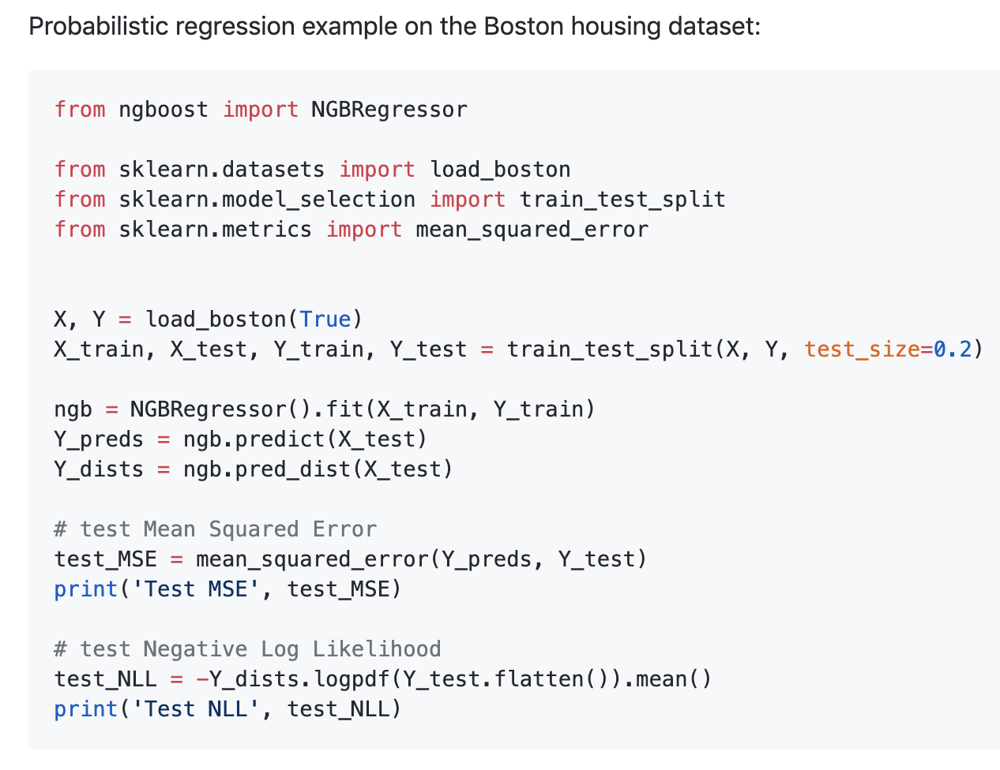 Probabilistic regression example on the Boston housing dataset:
from ngboost import NGBRegressor
from sklearn.datasets import load_boston
from sklearn.model_selection import train_test_split
from sklearn.metrics import mean_squared_error
X, Y = load_boston(True)
X_train, X_test, Y_train, Y_test = train_test_split(X, Y, test_size=0.2)
ngb = NGBRegressor().fit(X_train, Y_train)
Y_preds = ngb.predict(X_test)
Y_dists = ngb.pred_dist(X_test)
# test Mean Squared Error
test_MSE = mean_squared_error(Y_preds, Y_test)
print('Test MSE', test_MSE)
# test Negative Log Likelihood
test_NLL = -Y_dists.logpdf(Y_test.flatten()).mean()
print('Test NLL', test_NLL)